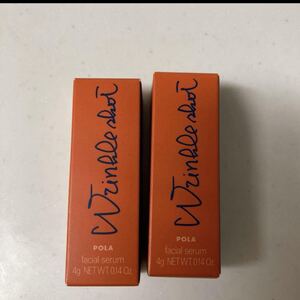 Wrinkle shot
POLA
facial serum
4g NET WT. 0.14 Oz.
Wrinkle shot
POLA
facial serum
4g NET WT. 0.14 Oz.